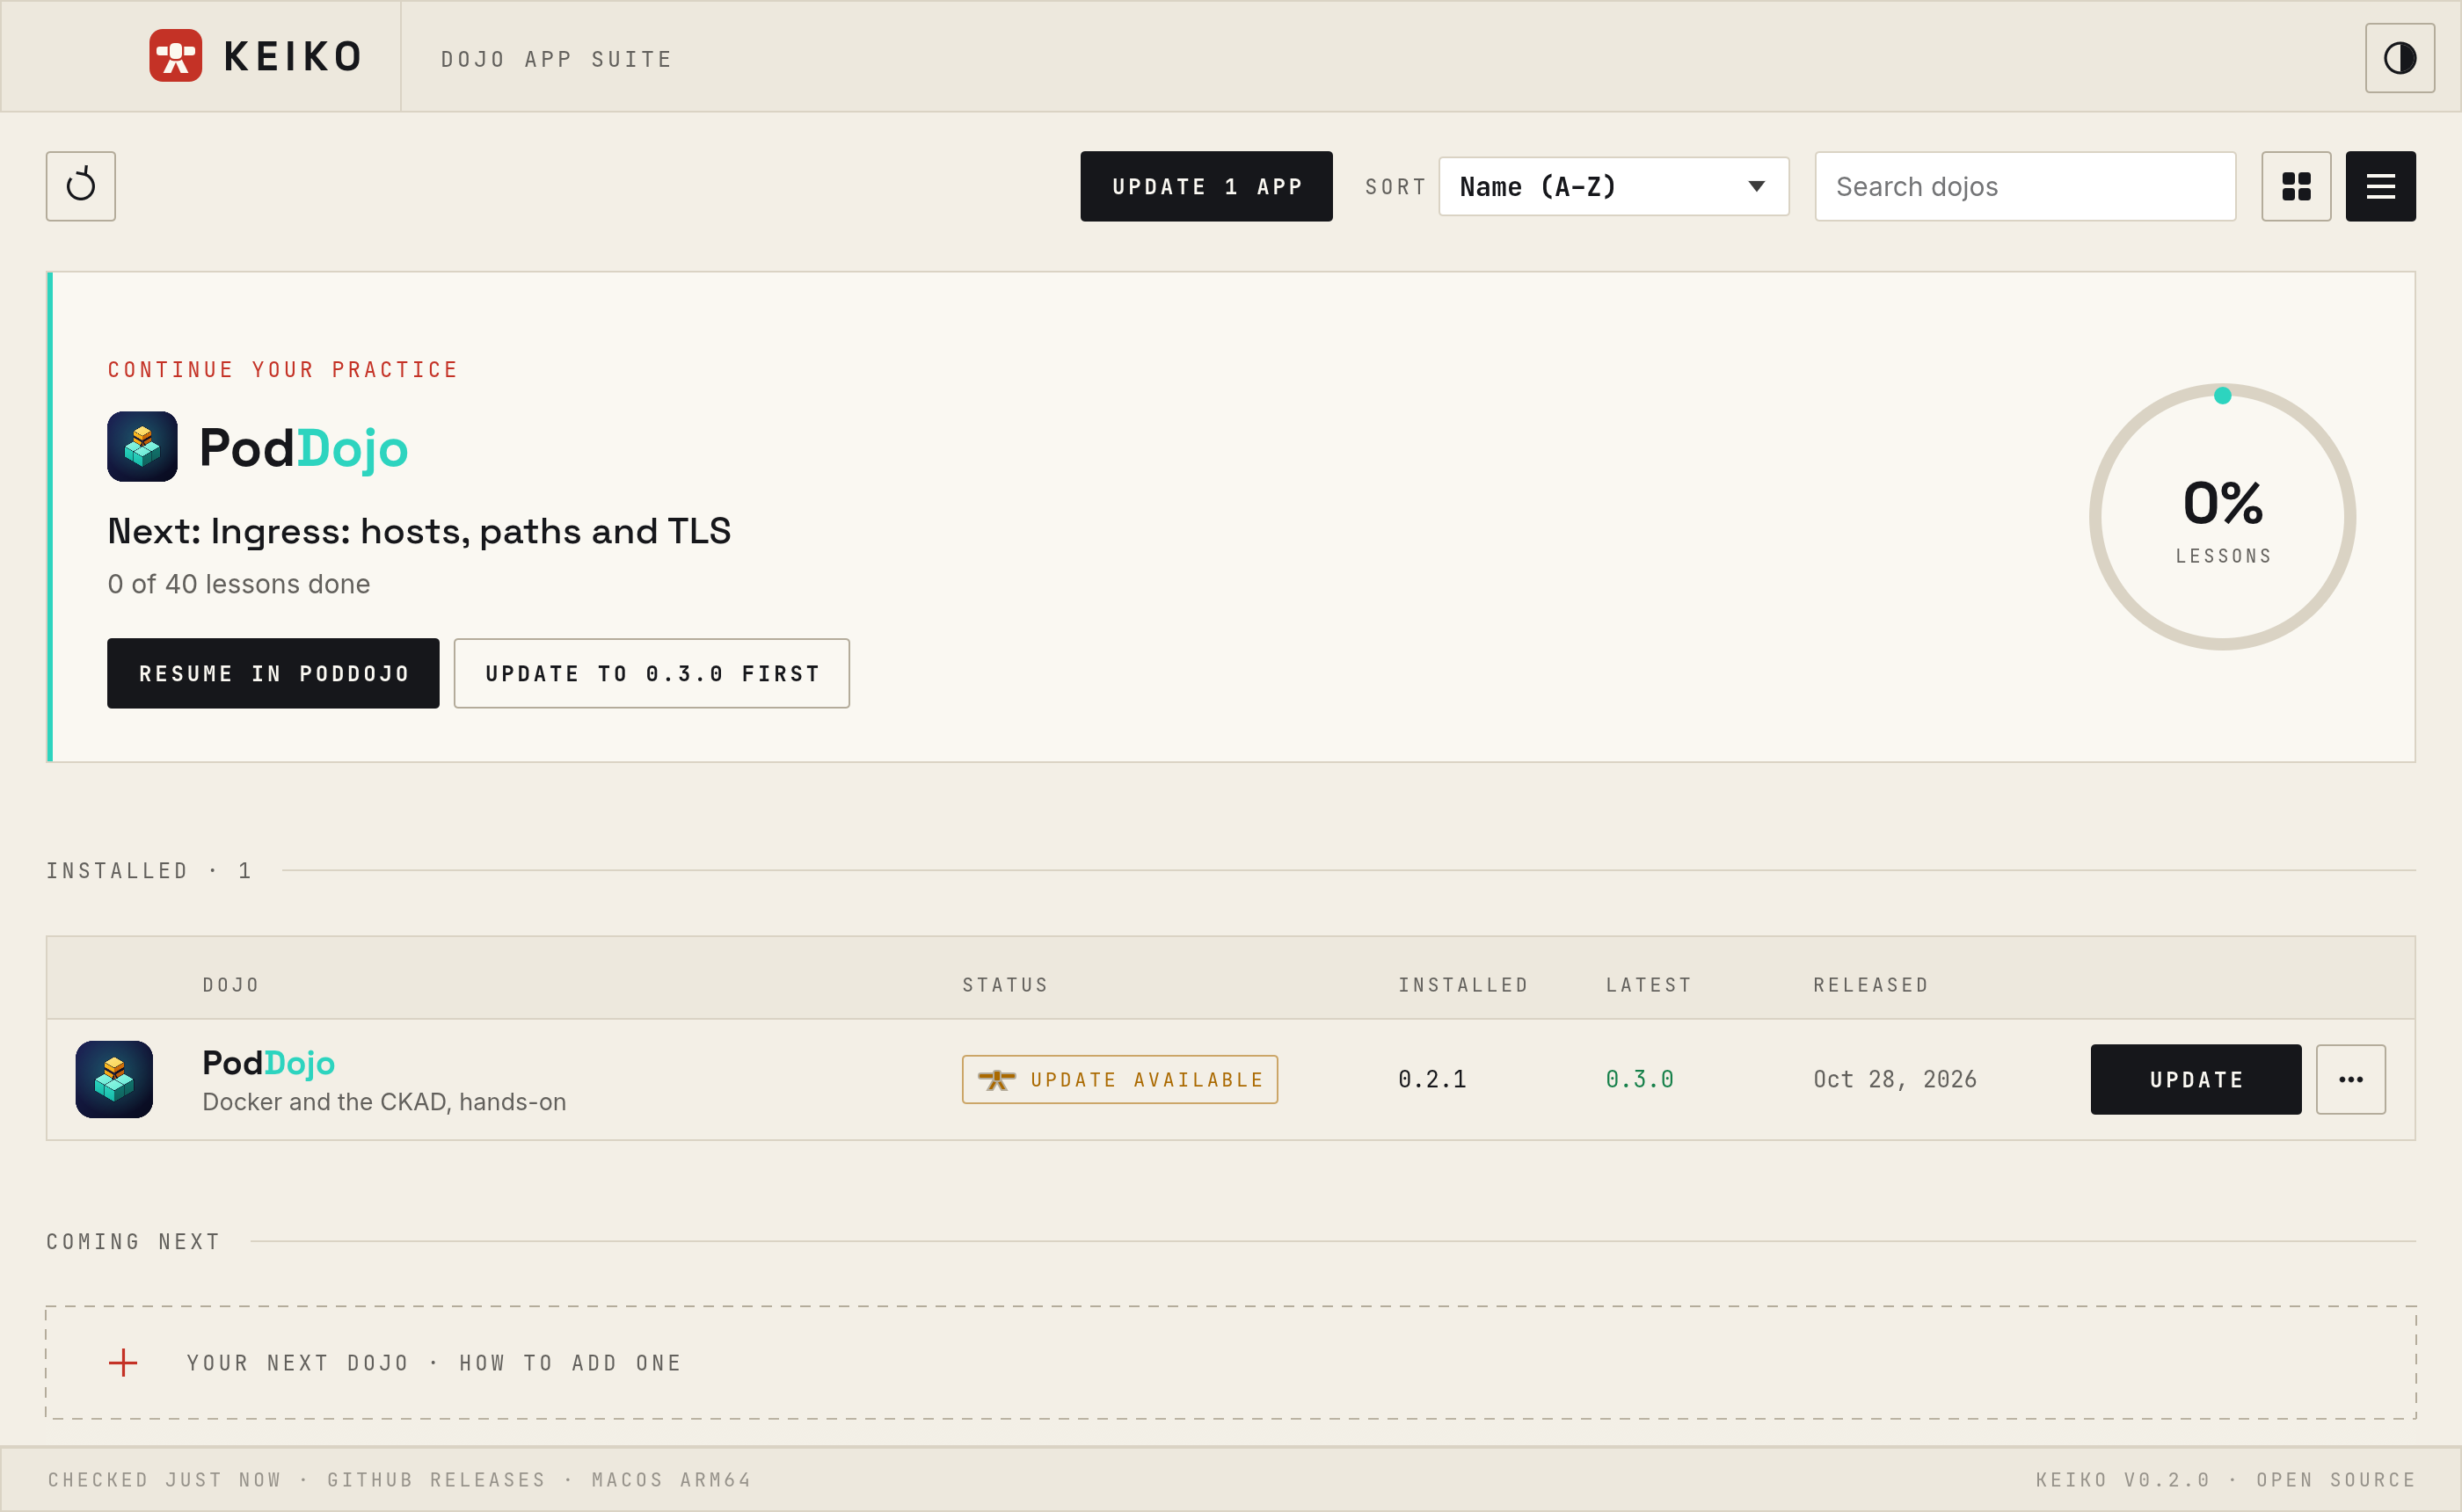 KEIKO
DOJO APP SUITE
UPDATE 1 APP
SORT
Name (A–Z)
Search dojos
CONTINUE YOUR PRACTICE
PodDojo
Next: Ingress: hosts, paths and TLS
0 of 40 lessons done
RESUME IN PODDOJO
UPDATE TO 0.3.0 FIRST
0%
LESSONS
INSTALLED · 1
DOJO STATUS INSTALLED LATEST RELEASED
PodDojo
Docker and the CKAD, hands-on
UPDATE AVAILABLE
0.2.1
0.3.0
Oct 28, 2026
UPDATE
COMING NEXT
YOUR NEXT DOJO · HOW TO ADD ONE
CHECKED JUST NOW · GITHUB RELEASES · MACOS ARM64
KEIKO V0.2.0 · OPEN SOURCE